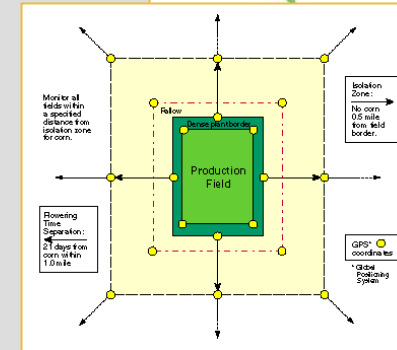 Monitor all
fields within
a specified
distance from
isolation zone
for corn.
Fallow
Dense plant border
Production
Field
Isolation
Zone:
No corn
0.5 mile
from field
border.
Flowering
Time
Separation:
21 days from
corn within
1.0 mile
GPS*
coordinates
* Global
Positioning
System